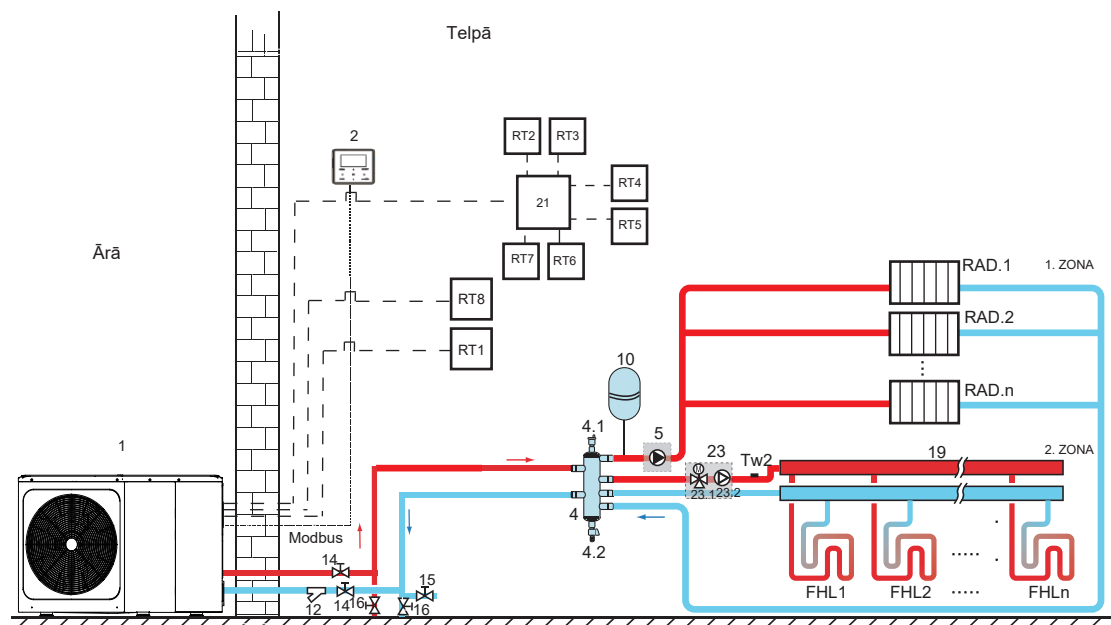 Telpā
Ārā
2
RT2
RT3
RT4
21
RT5
RT7
RT6
RT8
RT1
RAD.1
1. ZONA
RAD.2
RAD.n
10
4.1
5
23
Tw2
19
2. ZONA
23.1
23.2
4
4.2
1
Modbus
14
12
14
16
16
15
FHL1
FHL2
FHLn